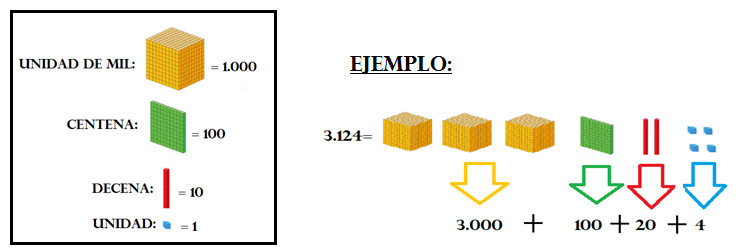 UNIDAD DE MIL: = 1.000
CENTENA: = 100
DECENA: = 10
UNIDAD: = 1
EJEMPLO:
3.124=
3.000 + 100 + 20 + 4